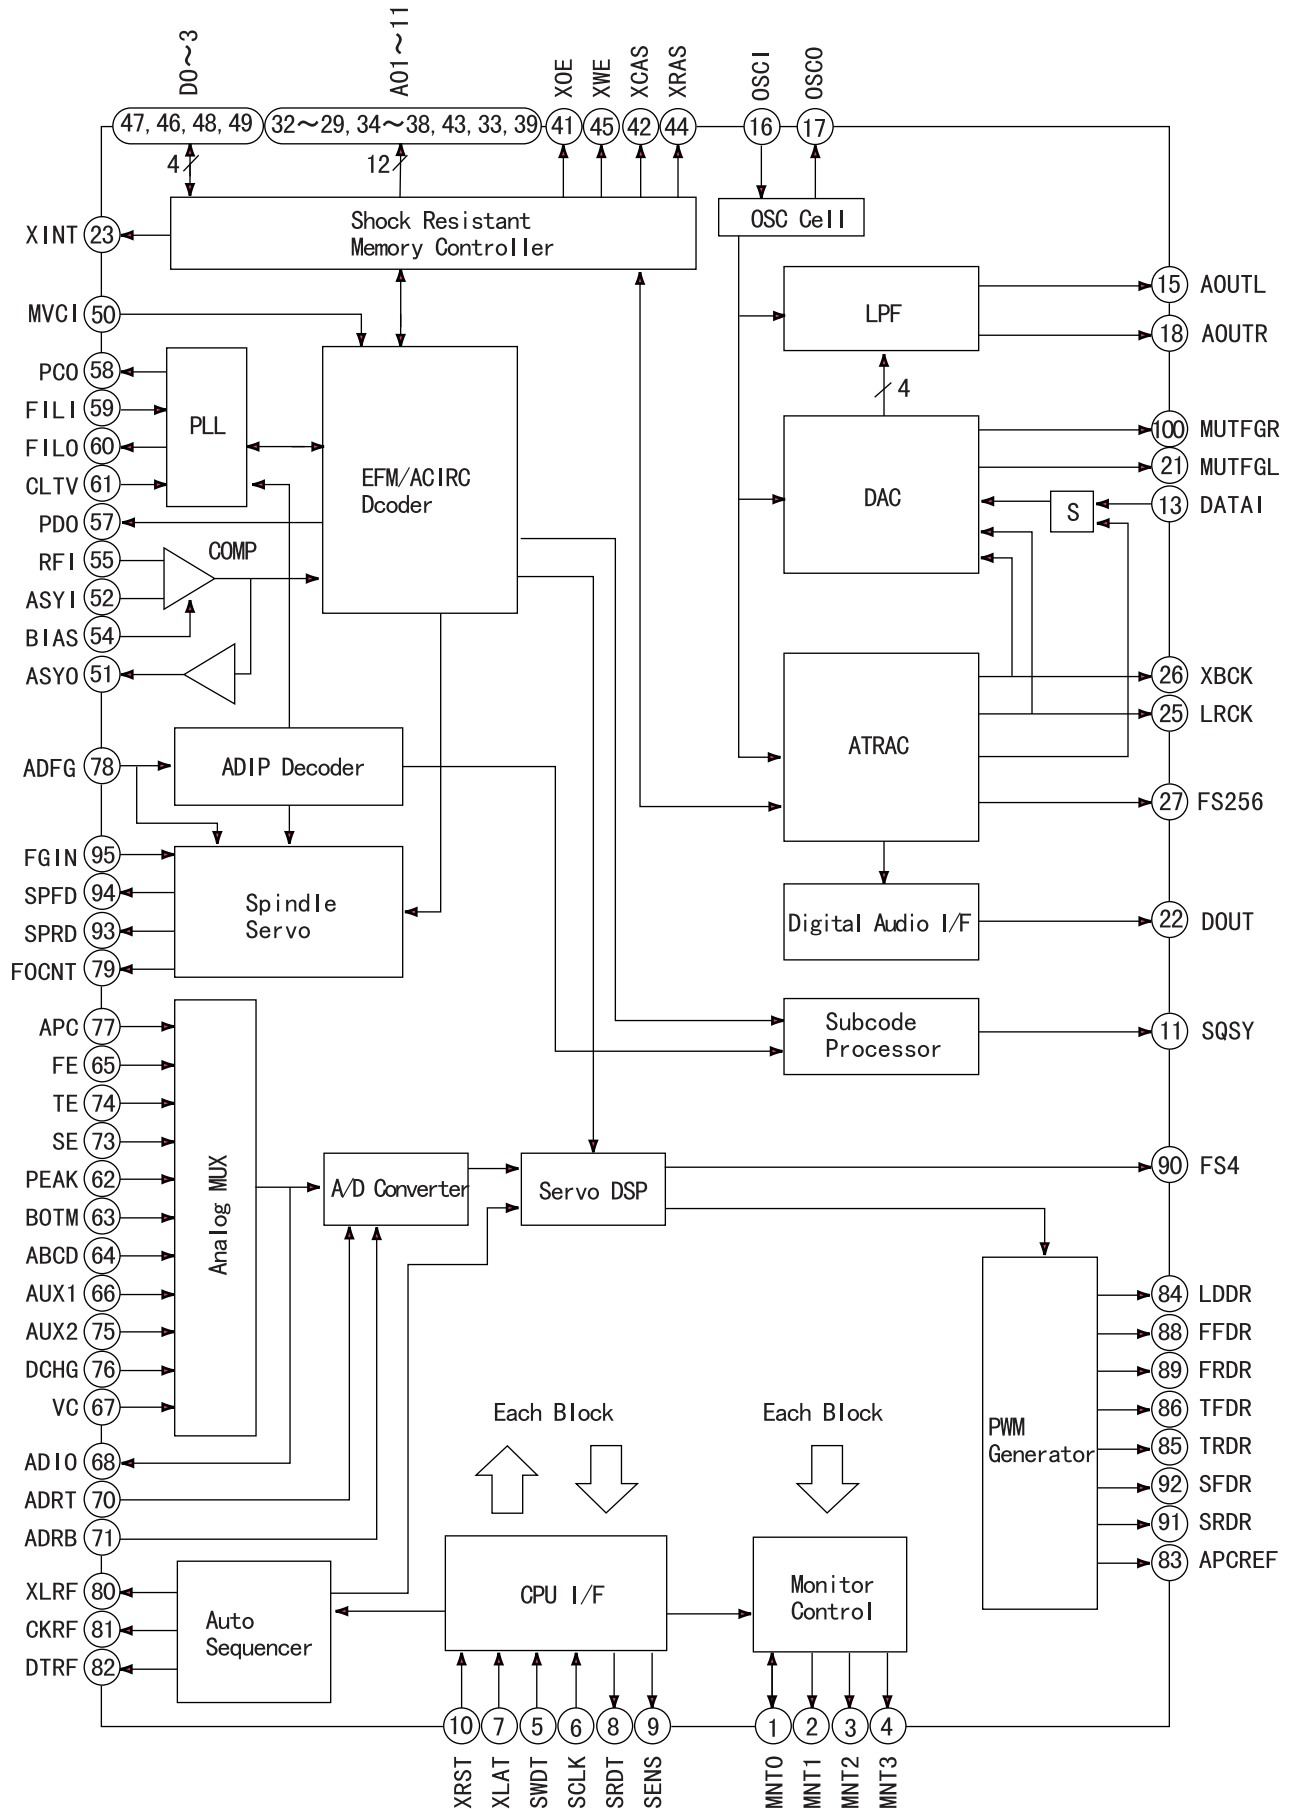 D0～3
A01～11
XOE
XWE
XCAS
XRAS
OSCI
OSCO
47, 46, 48, 49
32～29, 34～38, 43, 33, 39
41
45
42
44
16
17
4
12
Shock Resistant
Memory Controller
OSC Cell
XINT 23
MVCI 50
PCO 58
FILI 59
FILO 60
CLTV 61
PDO 57
RFI 55
ASYI 52
BIAS 54
ASYO 51
PLL
COMP
EFM/ACIRC
Dcoder
LPF
4
DAC
S
ATRAC
Digital Audio I/F
15 AOUTL
18 AOUTR
100 MUTFGR
21 MUTFGL
13 DATAI
26 XBCK
25 LRCK
27 FS256
22 DOUT
ADFG 78
ADIP Decoder
FGIN 95
SPFD 94
SPRD 93
FOCNT 79
Spindle
Servo
Subcode
Processor
11 SQSY
APC 77
FE 65
TE 74
SE 73
PEAK 62
BOTM 63
ABCD 64
AUX1 66
AUX2 75
DCHG 76
VC 67
ADIO 68
ADRT 70
ADRB 71
Analog MUX
A/D Converter
Servo DSP
90 FS4
PWM
Generator
84 LDDR
88 FFDR
89 FRDR
86 TFDR
85 TRDR
92 SFDR
91 SRDR
83 APCREF
Each Block
Each Block
XLRF 80
CKRF 81
DTRF 82
Auto
Sequencer
CPU I/F
Monitor
Control
10
7
5
6
8
9
1
2
3
4
XRST
XLAT
SWDT
SCLK
SRDT
SENS
MNT0
MNT1
MNT2
MNT3